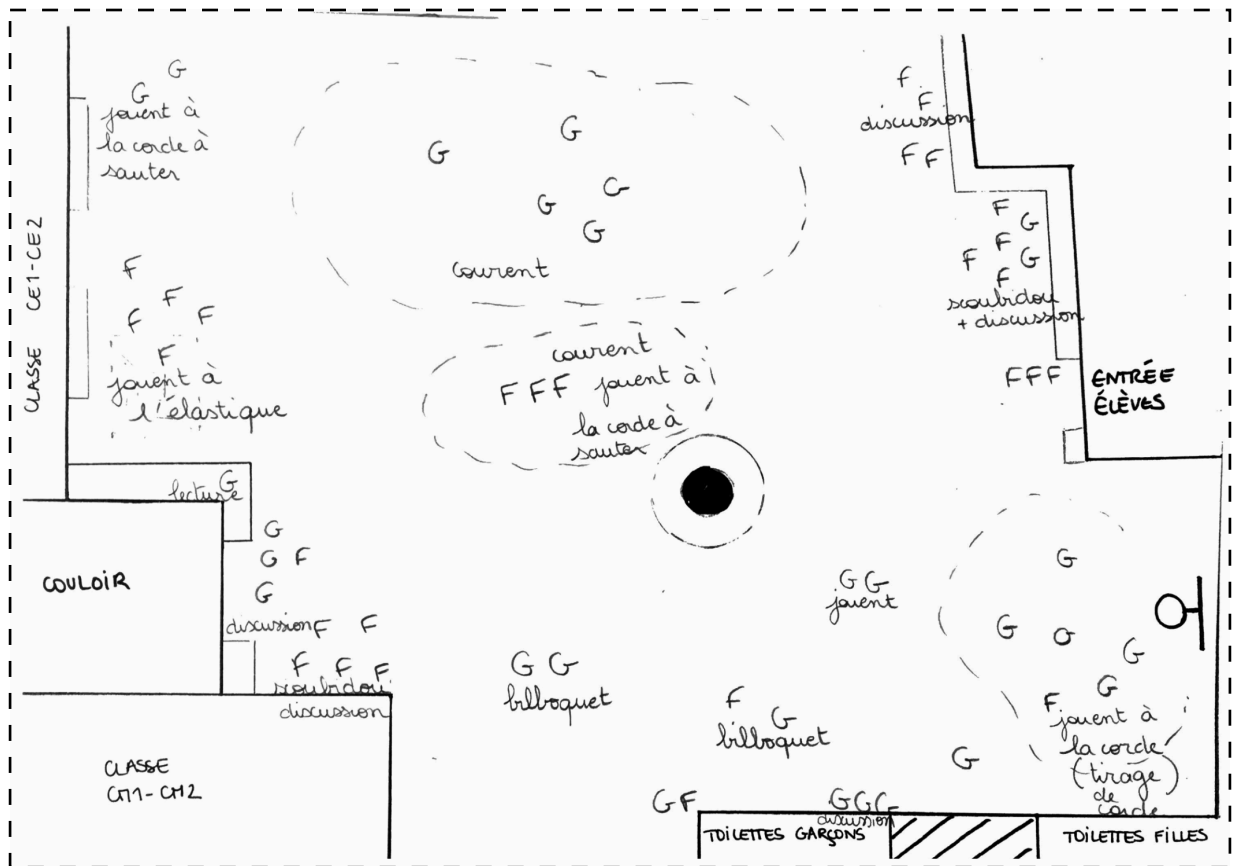 G
G
jouent à
la corde à
sauter
CLASSE CE1-CE2
F
F
F
F
F
jouent à
l'élastique
G
G
G
G
G
courent
courent
F F F jouent à
la corde à
sauter
F
F
discussion
F F
F
G
F
F
G
F
scoubidou
+ discussion
F F F
ENTRÉE
ÉLÈVES
G
lecture
COULOIR
G
G F
G
discussion
F
F
F
F
F
scoubidou
discussion
CLASSE
CM1-CM2
G G
bilboquet
F
G
bilboquet
G G
jouent
G
G
G
G
G
F
jouent à
la corde
(tirage)
de
corde
G
G F
G G G
discussion
TOILETTES GARÇONS
TOILETTES FILLES